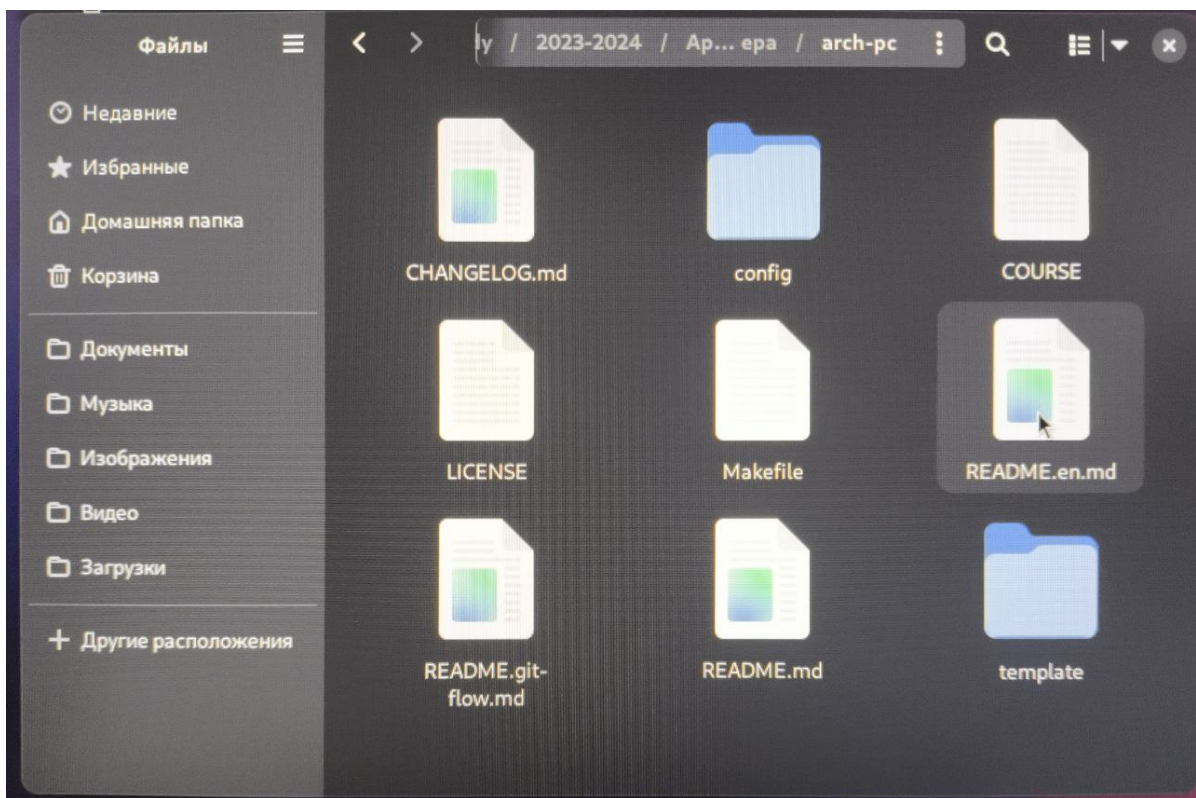 Файлы
ly / 2023-2024 / Ар... ера / arch-pc
Недавние
Избранные
Домашняя папка
Корзина
Документы
Музыка
Изображения
Видео
Загрузки
+ Другие расположения
CHANGELOG.md
config
COURSE
LICENSE
Makefile
README.en.md
README.git-
flow.md
README.md
template